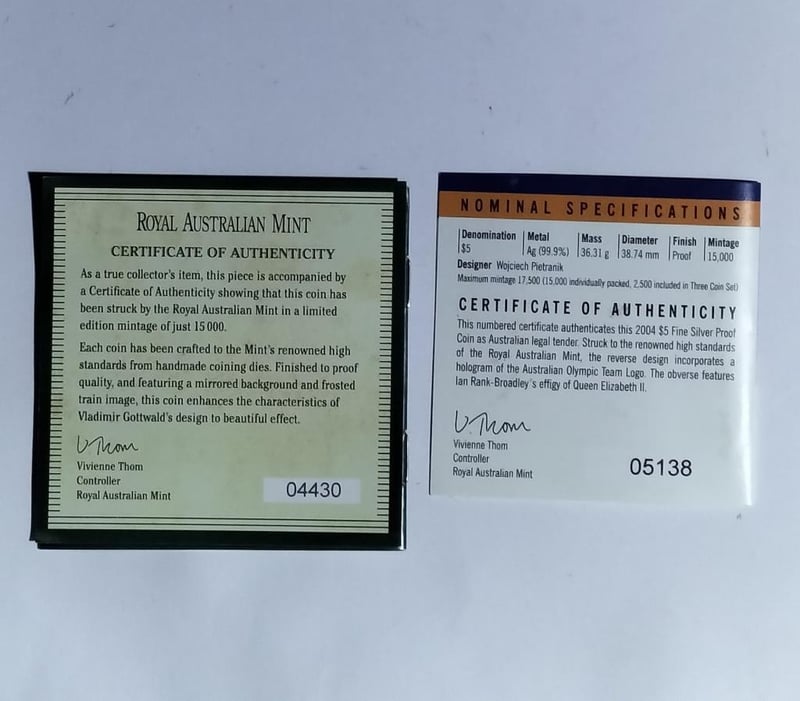 ROYAL AUSTRALIAN MINT
CERTIFICATE OF AUTHENTICITY
As a true collector's item, this piece is accompanied by
a Certificate of Authenticity showing that this coin has
been struck by the Royal Australian Mint in a limited
edition mintage of just 15 000.
Each coin has been crafted to the Mint's renowned high
standards from handmade coining dies. Finished to proof
quality, and featuring a mirrored background and frosted
train image, this coin enhances the characteristics of
Vladimir Gottwald's design to beautiful effect.
V. Thom
Vivienne Thom
Controller
Royal Australian Mint
04430
NOMINAL SPECIFICATIONS
Denomination Metal Mass Diameter Finish Mintage
$5 Ag (99.9%) 36.31 g 38.74 mm Proof 15,000
Designer Wojciech Pietranik
Maximum mintage 17,500 (15,000 individually packed, 2,500 included in Three Coin Set)
CERTIFICATE OF AUTHENTICITY
This numbered certificate authenticates this 2004 $5 Fine Silver Proof
Coin as Australian legal tender. Struck to the renowned high standards
of the Royal Australian Mint, the reverse design incorporates a
hologram of the Australian Olympic Team Logo. The obverse features
Ian Rank-Broadley's effigy of Queen Elizabeth II.
V. Thom
Vivienne Thom
Controller
Royal Australian Mint
05138